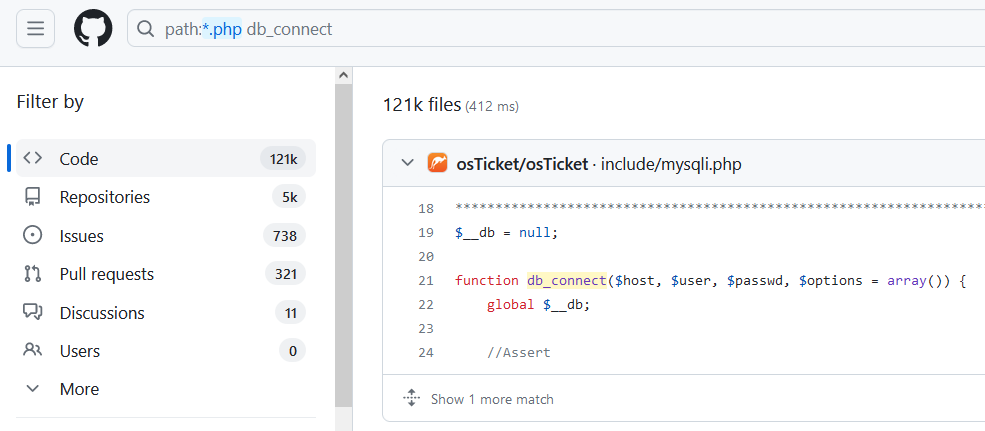 path:*.php db_connect
Filter by
Code 121k
Repositories 5k
Issues 738
Pull requests 321
Discussions 11
Users 0
More
121k files (412 ms)
osTicket/osTicket · include/mysqli.php
18 **********************************************************************
19 $__db = null;
20
21 function db_connect($host, $user, $passwd, $options = array()) {
22 global $__db;
23
24 //Assert
Show 1 more match